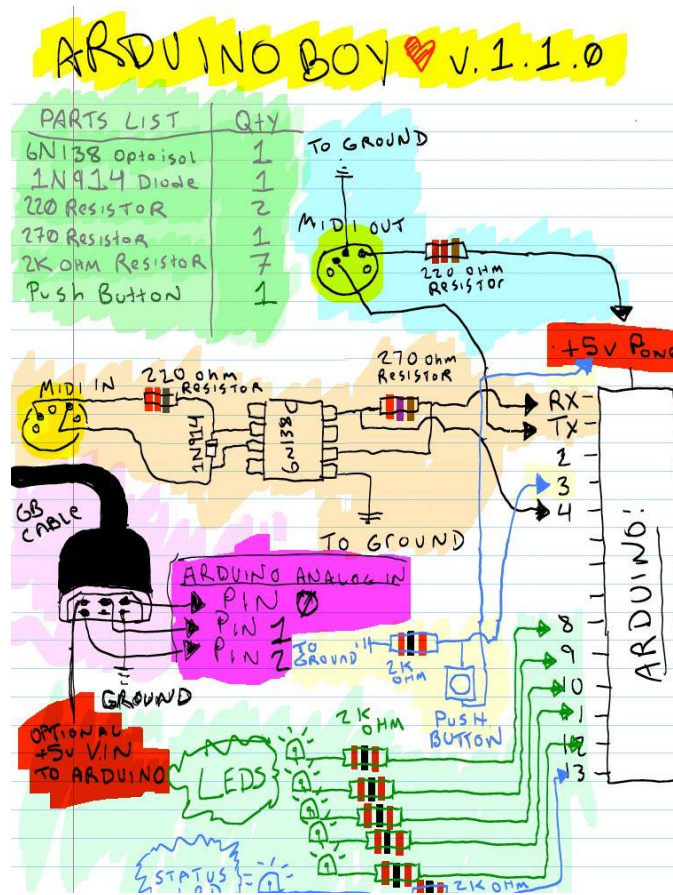 ARDUINO BOY ♥ v.1.1.0
PARTS LIST QTY
6N138 Optoisol 1
1N914 Diode 1
220 RESISTOR 2
270 RESISTOR 1
2K OHM RESISTOR 7
PUSH BUTTON 1
TO GROUND
MIDI OUT
220 OHM
RESISTOR
+5V
MIDI IN
220 Ohm
RESISTOR
1N914
6N138
270 Ohm
RESISTOR
TO GROUND
RX
TX
2
3
4
8
9
10
1
12
13
ARDUINO:
GB
CABLE
ARDUINO ANALOG IN
PIN 0
PIN 1
PIN 2
GROUND
OPTIONAL
+5V V.IN
TO ARDUINO
TO
GROUND
2K
OHM
PUSH
BUTTON
2K
OHM
LEDS
STATUS
2K OHM